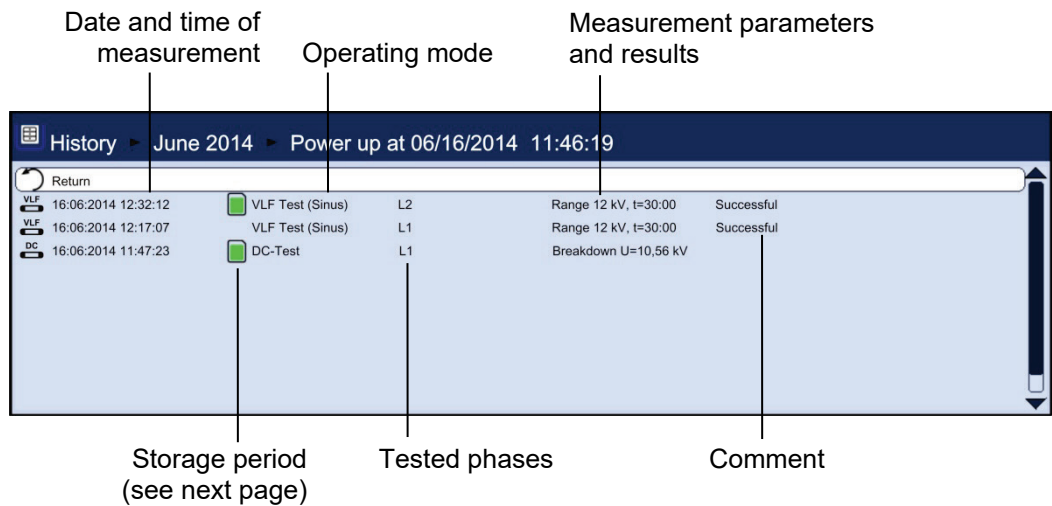 Date and time of
measurement
Operating mode
Measurement parameters
and results
History ► June 2014 ► Power up at 06/16/2014 11:46:19
Return
VLF 16:06:2014 12:32:12 VLF Test (Sinus) L2 Range 12 kV, t=30:00 Successful
VLF 16:06:2014 12:17:07 VLF Test (Sinus) L1 Range 12 kV, t=30:00 Successful
DC 16:06:2014 11:47:23 DC-Test L1 Breakdown U=10,56 kV
Storage period
(see next page)
Tested phases
Comment